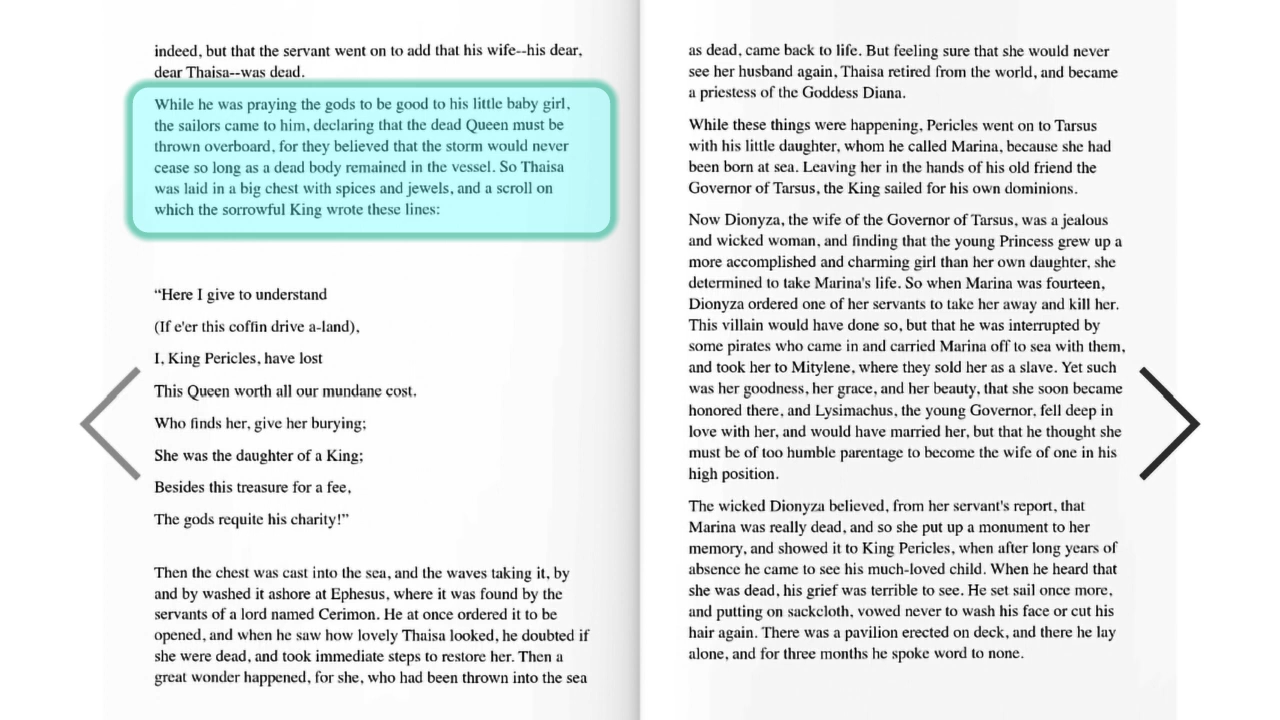 indeed, but that the servant went on to add that his wife--his dear,
dear Thaisa--was dead.
While he was praying the gods to be good to his little baby girl,
the sailors came to him, declaring that the dead Queen must be
thrown overboard, for they believed that the storm would never
cease so long as a dead body remained in the vessel. So Thaisa
was laid in a big chest with spices and jewels, and a scroll on
which the sorrowful King wrote these lines:
“Here I give to understand
(If e'er this coffin drive a-land),
I, King Pericles, have lost
This Queen worth all our mundane cost.
Who finds her, give her burying;
She was the daughter of a King;
Besides this treasure for a fee,
The gods requite his charity!”
Then the chest was cast into the sea, and the waves taking it, by
and by washed it ashore at Ephesus, where it was found by the
servants of a lord named Cerimon. He at once ordered it to be
opened, and when he saw how lovely Thaisa looked, he doubted if
she were dead, and took immediate steps to restore her. Then a
great wonder happened, for she, who had been thrown into the sea
as dead, came back to life. But feeling sure that she would never
see her husband again, Thaisa retired from the world, and became
a priestess of the Goddess Diana.
While these things were happening, Pericles went on to Tarsus
with his little daughter, whom he called Marina, because she had
been born at sea. Leaving her in the hands of his old friend the
Governor of Tarsus, the King sailed for his own dominions.
Now Dionyza, the wife of the Governor of Tarsus, was a jealous
and wicked woman, and finding that the young Princess grew up a
more accomplished and charming girl than her own daughter, she
determined to take Marina's life. So when Marina was fourteen,
Dionyza ordered one of her servants to take her away and kill her.
This villain would have done so, but that he was interrupted by
some pirates who came in and carried Marina off to sea with them,
and took her to Mitylene, where they sold her as a slave. Yet such
was her goodness, her grace, and her beauty, that she soon became
honored there, and Lysimachus, the young Governor, fell deep in
love with her, and would have married her, but that he thought she
must be of too humble parentage to become the wife of one in his
high position.
The wicked Dionyza believed, from her servant's report, that
Marina was really dead, and so she put up a monument to her
memory, and showed it to King Pericles, when after long years of
absence he came to see his much-loved child. When he heard that
she was dead, his grief was terrible to see. He set sail once more,
and putting on sackcloth, vowed never to wash his face or cut his
hair again. There was a pavilion erected on deck, and there he lay
alone, and for three months he spoke word to none.